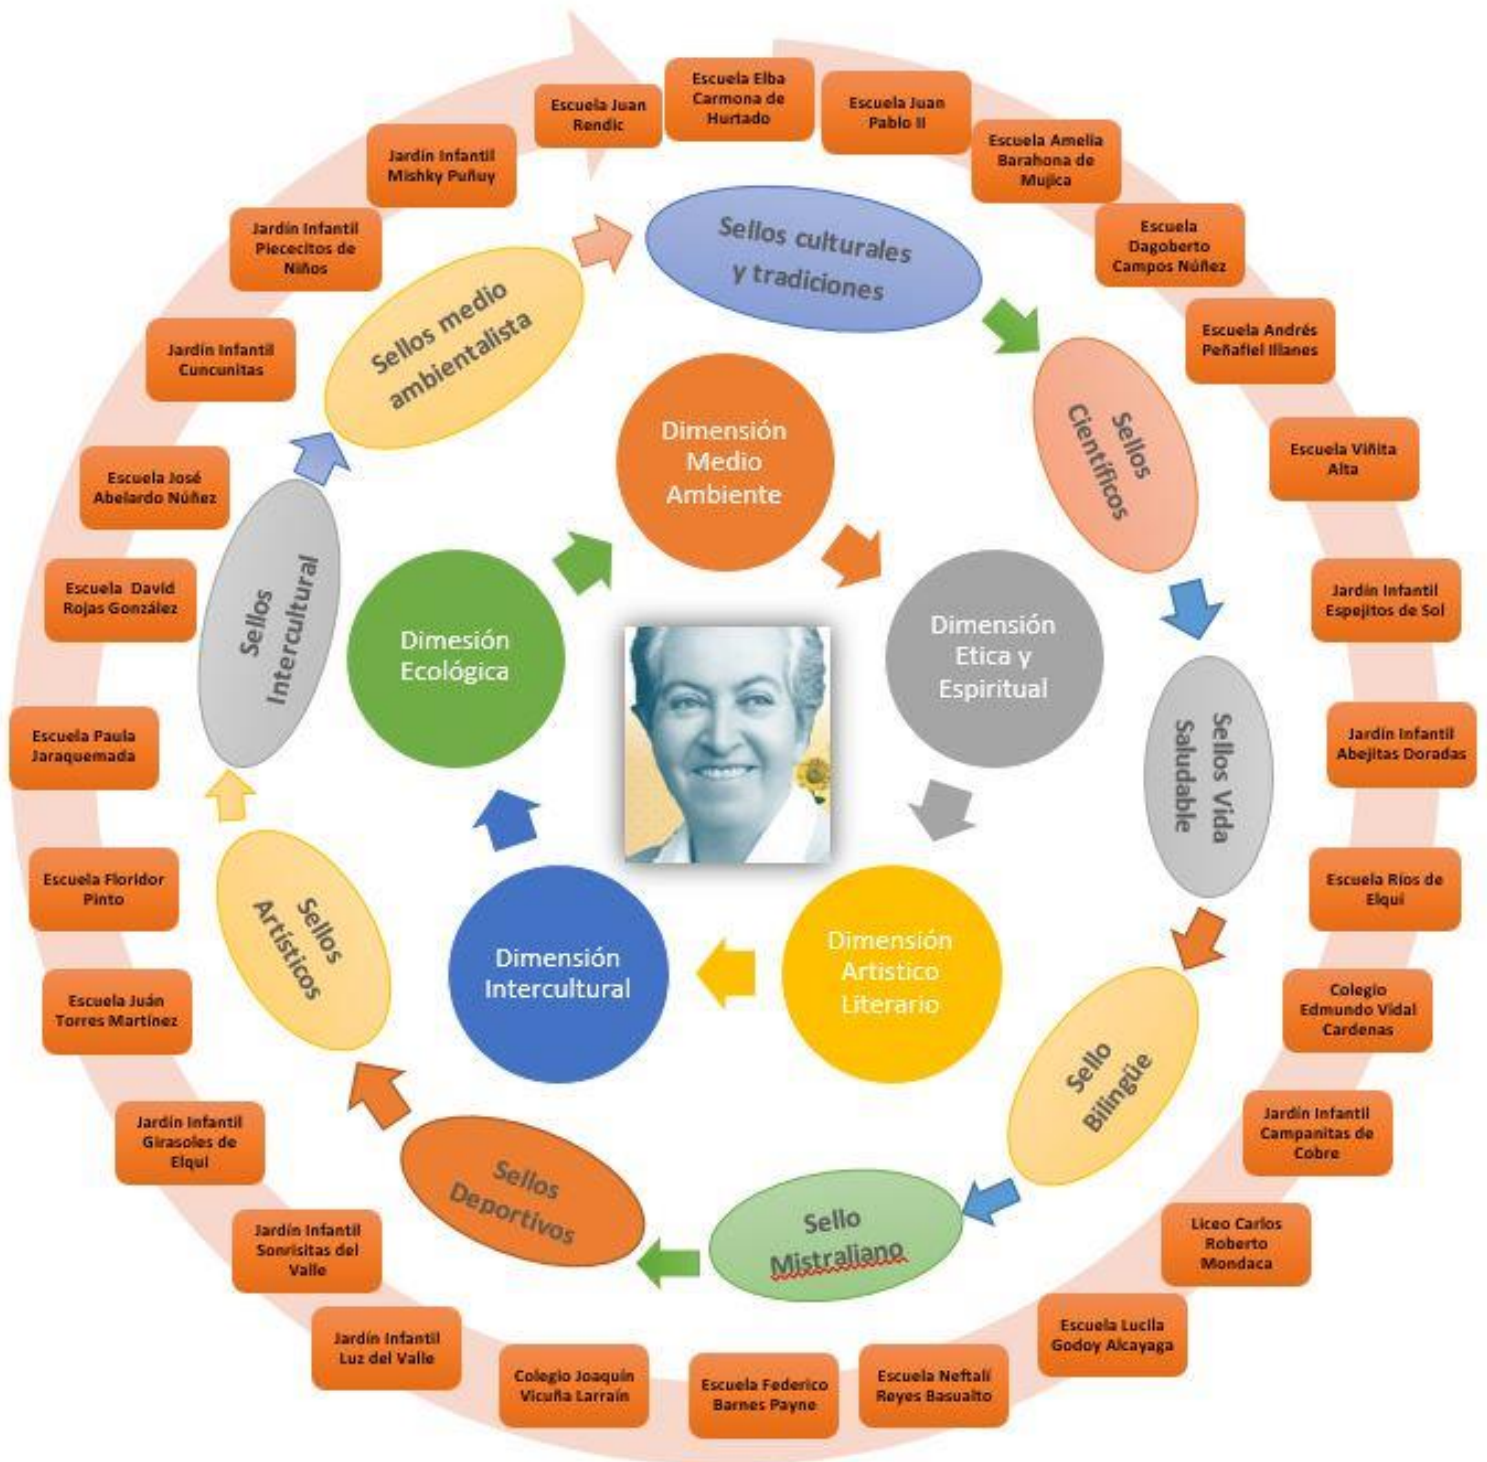 Escuela Elba
Carmona de
Hurtado
Escuela Juan
Pablo II
Escuela Amelia
Barahona de
Mujica
Escuela
Dagoberto
Campos Núñez
Escuela Andrés
Peñafiel Illanes
Escuela Viñita
Alta
Jardín Infantil
Espejitos de Sol
Jardín Infantil
Abejitas Doradas
Escuela Ríos de
Elqui
Colegio
Edmundo Vidal
Cardenas
Jardín Infantil
Campanitas de
Cobre
Liceo Carlos
Roberto
Mondaca
Escuela Lucila
Godoy Alcayaga
Escuela Neftalí
Reyes Basualto
Escuela Federico
Barnes Payne
Colegio Joaquín
Vicuña Larraín
Jardín Infantil
Luz del Valle
Jardín Infantil
Sonrisitas del
Valle
Jardín Infantil
Girasoles de
Elqui
Escuela Juán
Torres Martínez
Escuela Floridor
Pinto
Escuela Paula
Jaraquemada
Escuela David
Rojas González
Escuela José
Abelardo Núñez
Jardín Infantil
Cuncunitas
Jardín Infantil
Piececitos de
Niños
Jardín Infantil
Mishky Puñuy
Escuela Juan
Rendic
Sellos culturales
y tradiciones
Sellos
Científicos
Sellos Vida
Saludable
Sello
Bilingüe
Sello
Mistraliano
Sellos
Deportivos
Sellos
Artísticos
Sellos
Intercultural
Sellos medio
ambientalista
Dimensión
Medio
Ambiente
Dimensión
Etica y
Espiritual
Dimensión
Artistico
Literario
Dimensión
Intercultural
Dimesión
Ecológica